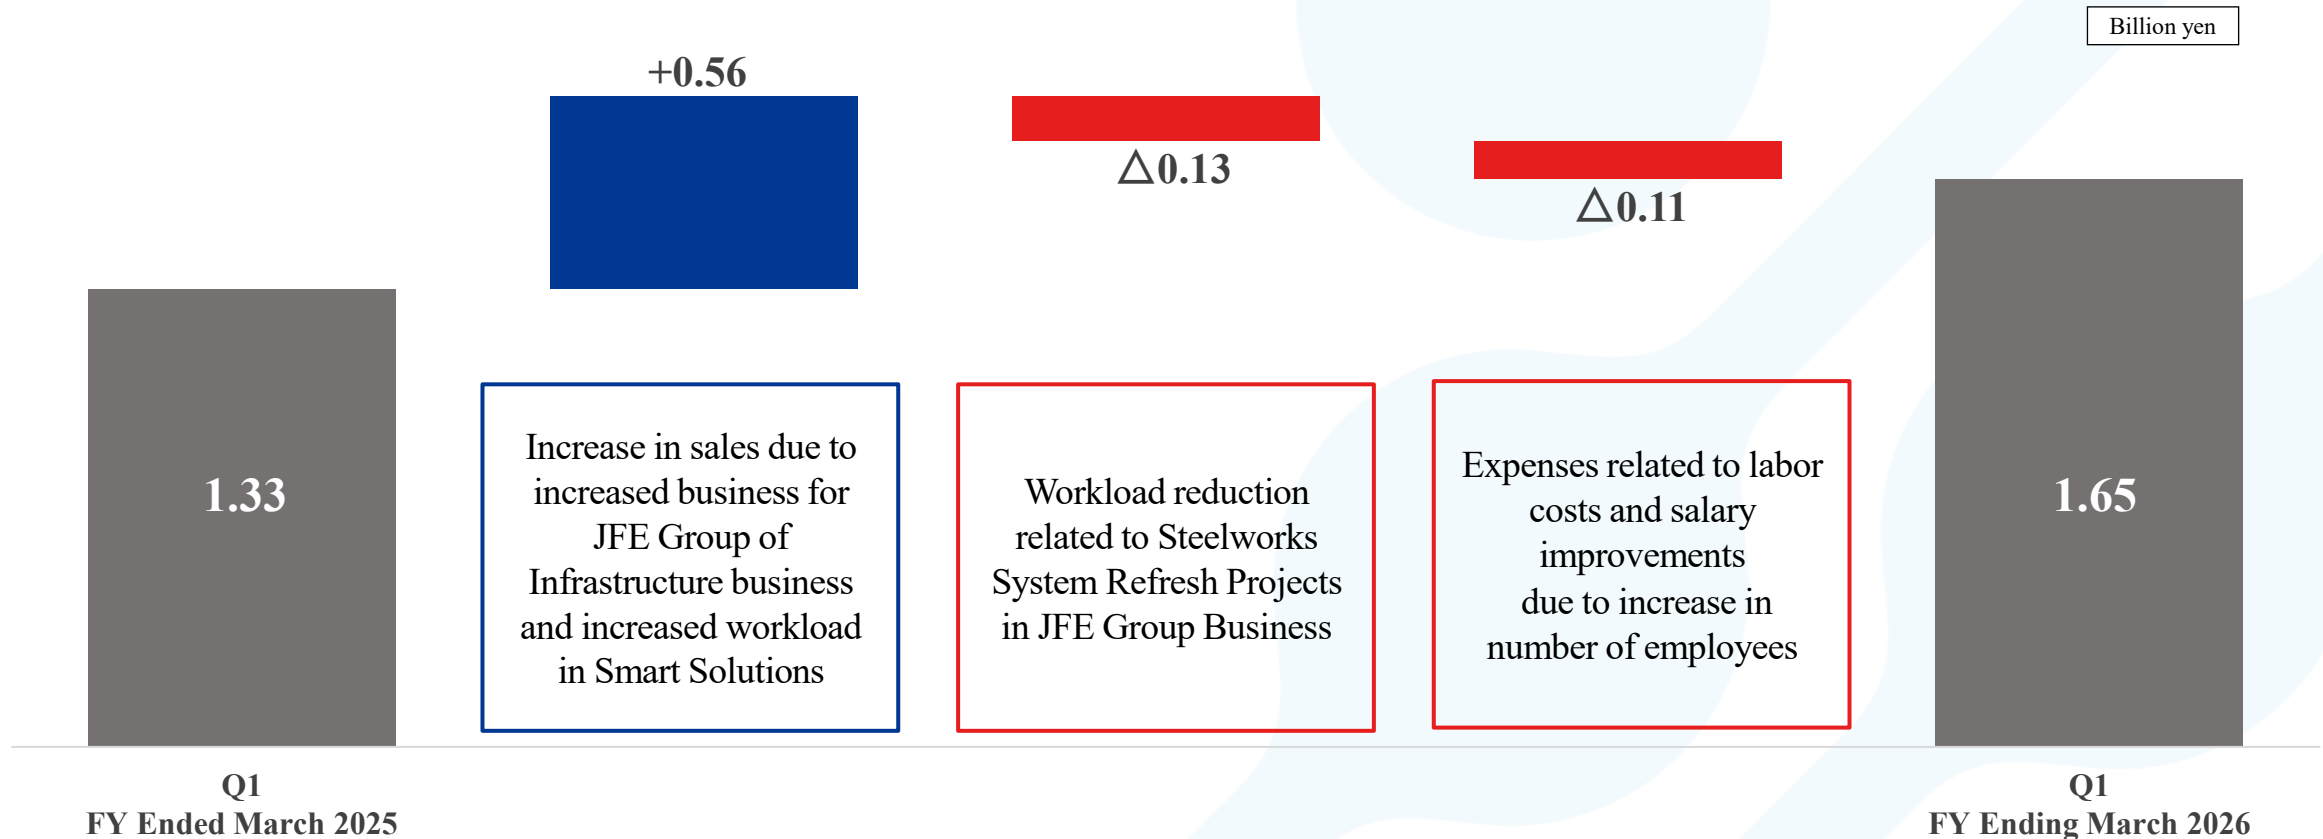 Billion yen
+0.56
△0.13
△0.11
1.33
Increase in sales due to
increased business for
JFE Group of
Infrastructure business
and increased workload
in Smart Solutions
Workload reduction
related to Steelworks
System Refresh Projects
in JFE Group Business
Expenses related to labor
costs and salary
improvements
due to increase in
number of employees
1.65
Q1
FY Ended March 2025
Q1
FY Ending March 2026